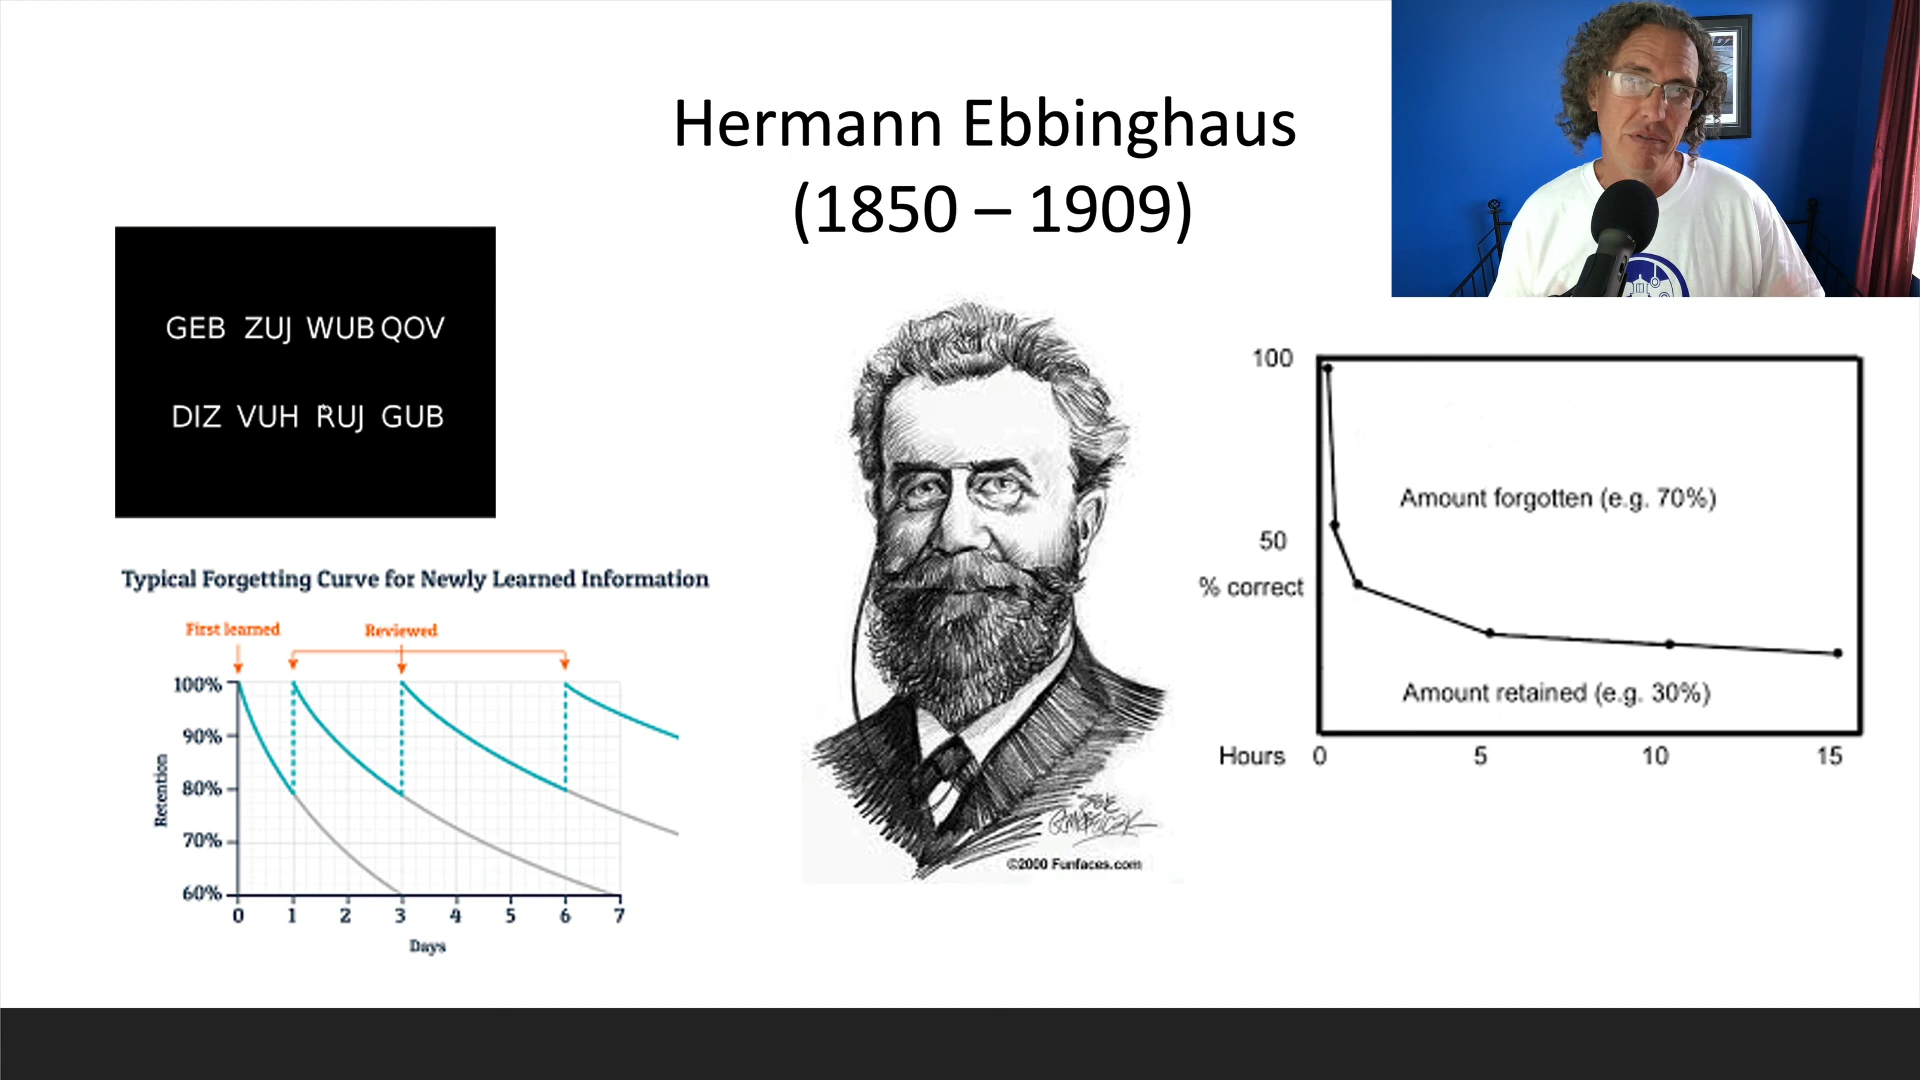 Hermann Ebbinghaus
(1850 – 1909)
GEB ZUJ WUB QOV
DIZ VUH RUJ GUB
Typical Forgetting Curve for Newly Learned Information
First learned
Reviewed
100%
90%
80%
70%
60%
Retention
0 1 2 3 4 5 6 7
Days
©2000 Funfaces.com
100
50
% correct
Amount forgotten (e.g. 70%)
Amount retained (e.g. 30%)
Hours 0 5 10 15